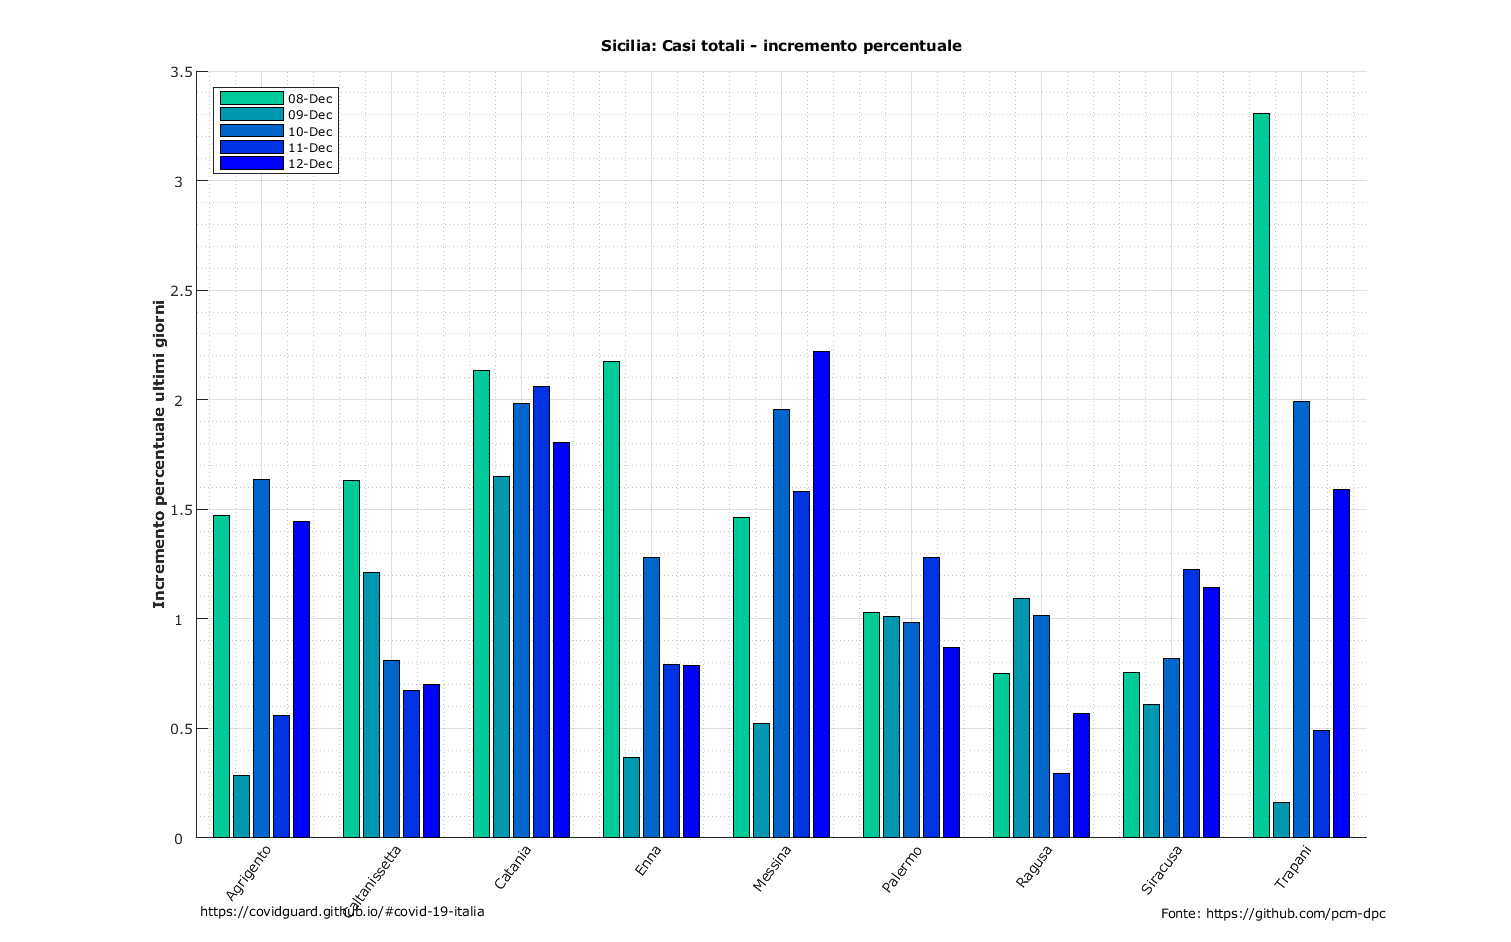 Sicilia: Casi totali - incremento percentuale
3.5
3
2.5
2
1.5
1
0.5
0
Incremento percentuale ultimi giorni
08-Dec
09-Dec
10-Dec
11-Dec
12-Dec
Agrigento
Caltanissetta
Catania
Enna
Messina
Palermo
Ragusa
Siracusa
Trapani
https://covidguard.github.io/#covid-19-italia
Fonte: https://github.com/pcm-dpc